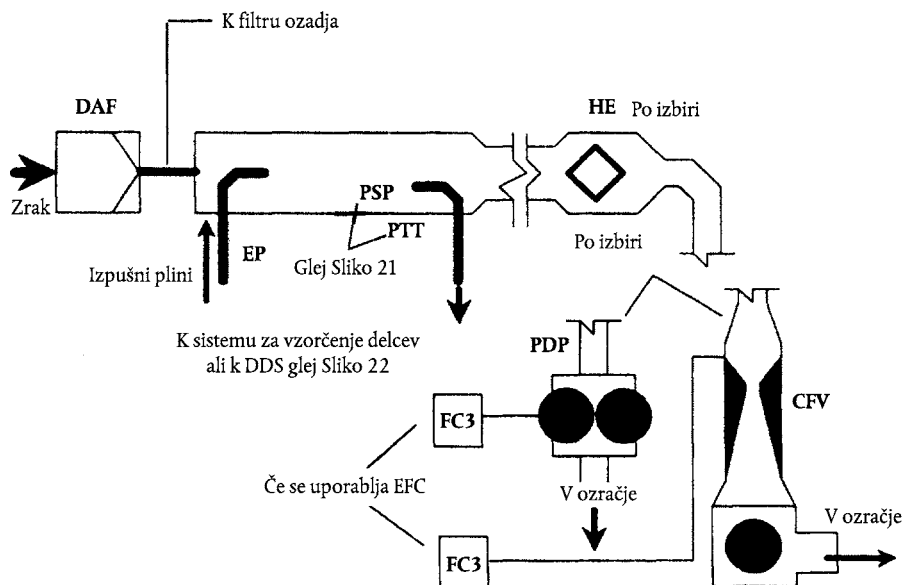 K filtru ozadja
DAF
HE
Po izbiri
Zrak
PSP
PTT
EP
Glej Sliko 21
Po izbiri
Izpušni plini
K sistemu za vzorčenje delcev
ali k DDS glej Sliko 22
PDP
CFV
FC3
Če se uporablja EFC
V ozračje
V ozračje
FC3